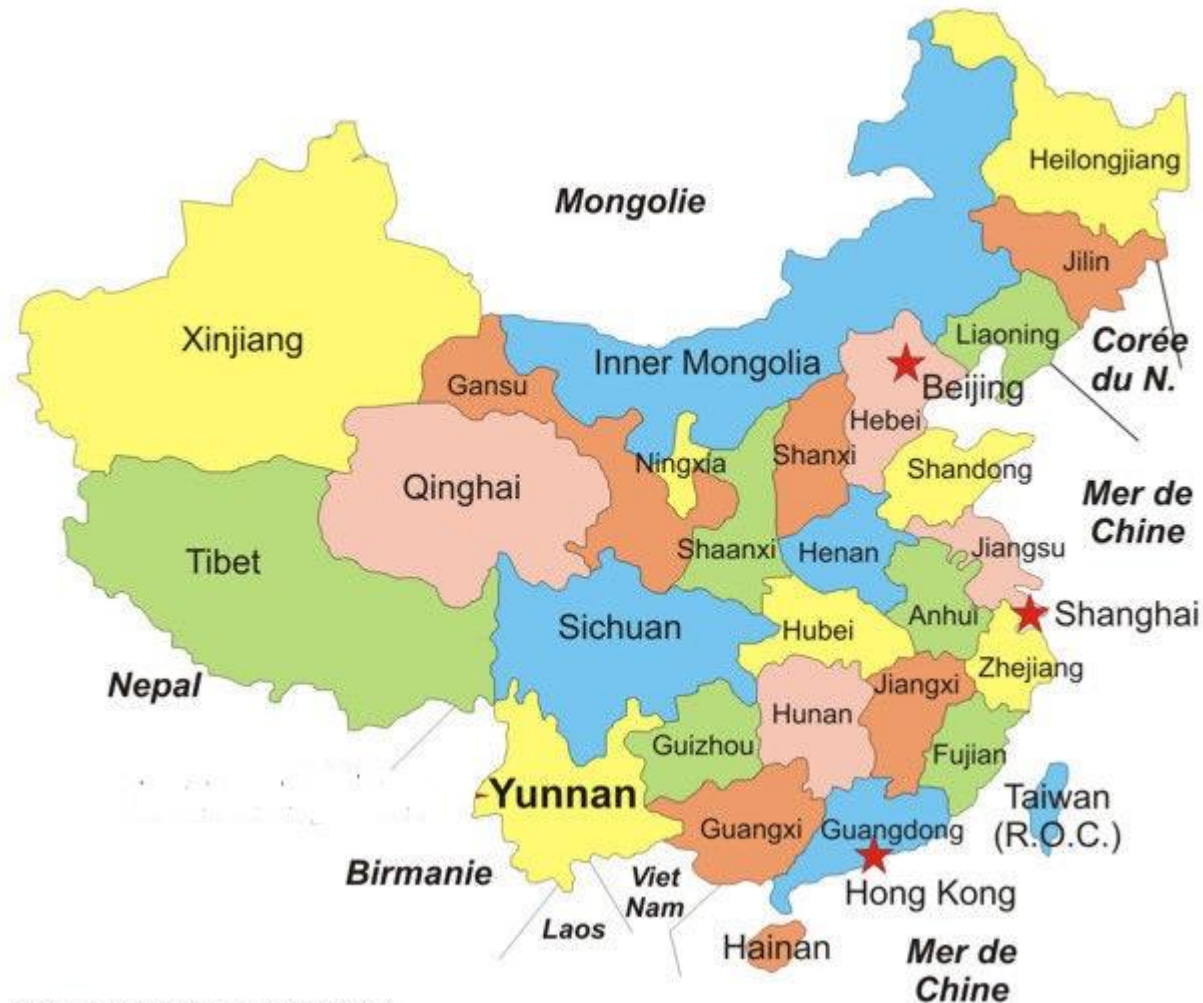 Heilongjiang
Mongolie
Jilin
Xinjiang
Liaoning
Corée
du N.
Inner Mongolia
Gansu
Beijing
Hebei
Shanxi
Ningxia
Shandong
Qinghai
Mer de
Chine
Shaanxi
Henan
Jiangsu
Tibet
Sichuan
Hubei
Anhui
Shanghai
Zhejiang
Nepal
Jiangxi
Hunan
Guizhou
Fujian
Yunnan
Taiwan
(R.O.C.)
Guangxi
Guangdong
Birmanie
Viet
Nam
Hong Kong
Laos
Hainan
Mer de
Chine